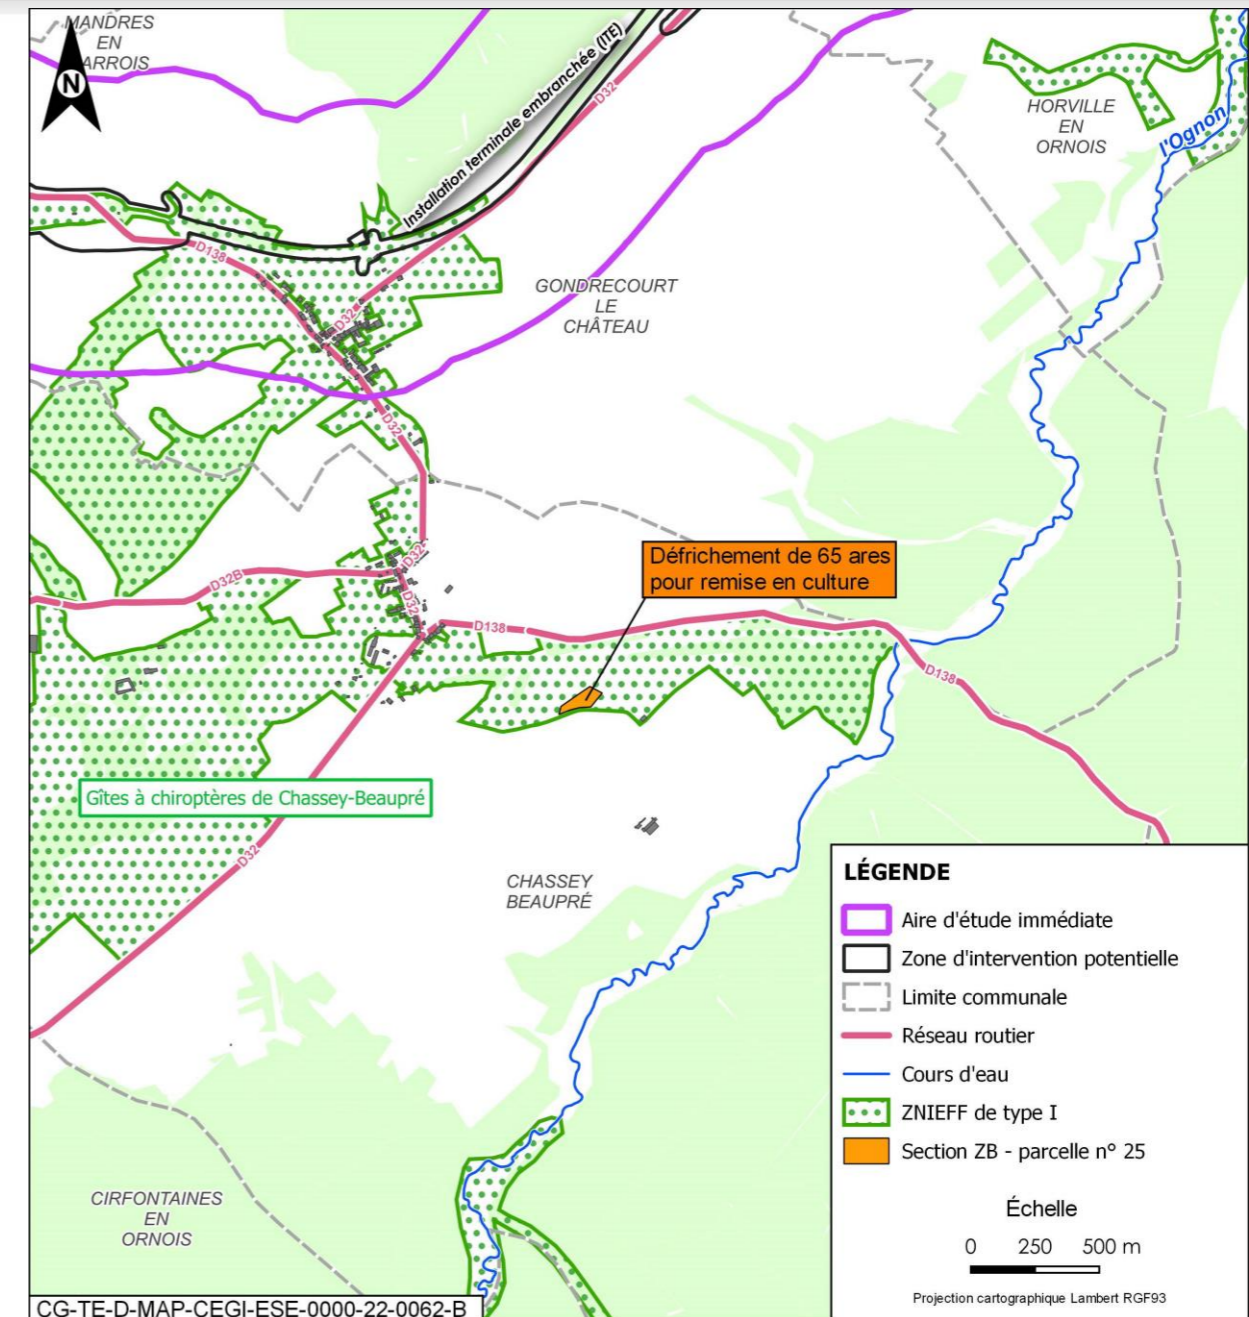 MANDRES
EN
ARROIS
N
Installation terminale embranchée (ITE)
D32
HORVILLE
EN
ORNOIS
l'Ognon
D138
GONDRECOURT
LE
CHÂTEAU
D32
D32
Défrichement de 65 ares
pour remise en culture
D32
D32B
D32
D138
D138
Gîtes à chiroptères de Chassey-Beaupré
D32
CHASSEY
BEAUPRÉ
CIRFONTAINES
EN
ORNOIS
LÉGENDE
Aire d'étude immédiate
Zone d'intervention potentielle
Limite communale
Réseau routier
Cours d'eau
ZNIEFF de type I
Section ZB - parcelle n° 25
Échelle
0 250 500 m
Projection cartographique Lambert RGF93
CG-TE-D-MAP-CEGI-ESE-0000-22-0062-B